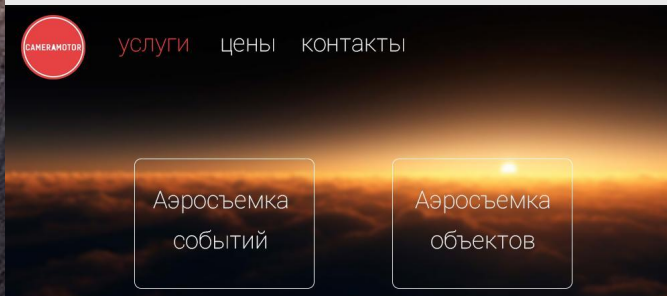 CAMERAMOTOR
услуги цены контакты
Аэросъемка
событий
Аэросъемка
объектов